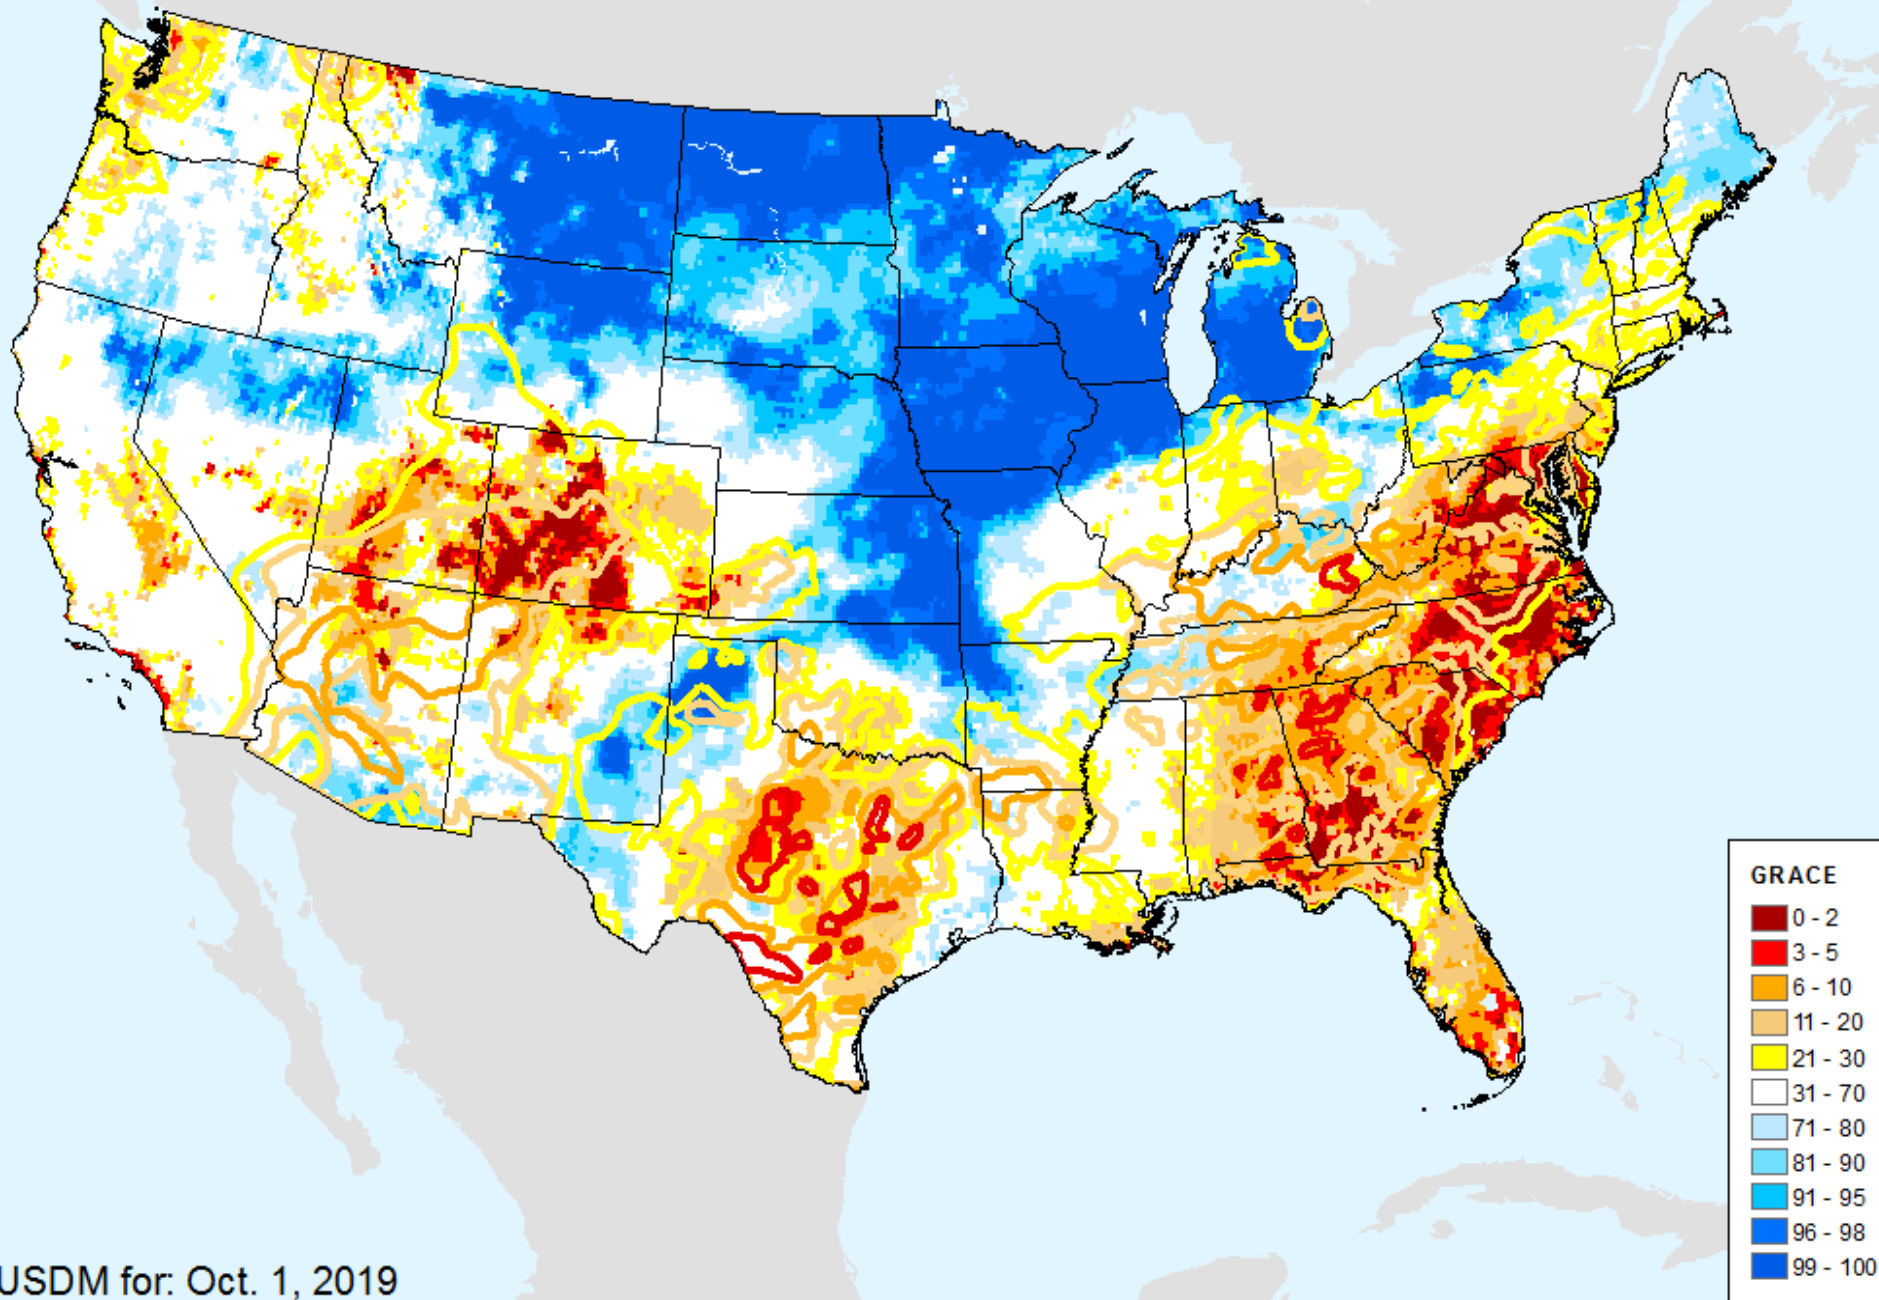 GRACE
0 - 2
3 - 5
6 - 10
11 - 20
21 - 30
31 - 70
71 - 80
81 - 90
91 - 95
96 - 98
99 - 100
USDM for: Oct. 1, 2019